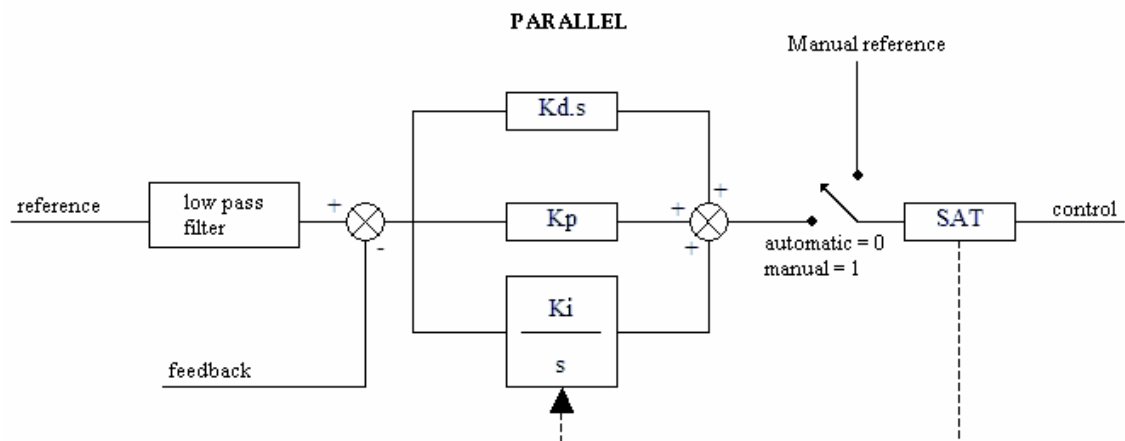 PARALLEL
Manual reference
Kd.s
reference
low pass
filter
+
-
Kp
+
+
+
automatic = 0
manual = 1
SAT
control
Ki
s
feedback